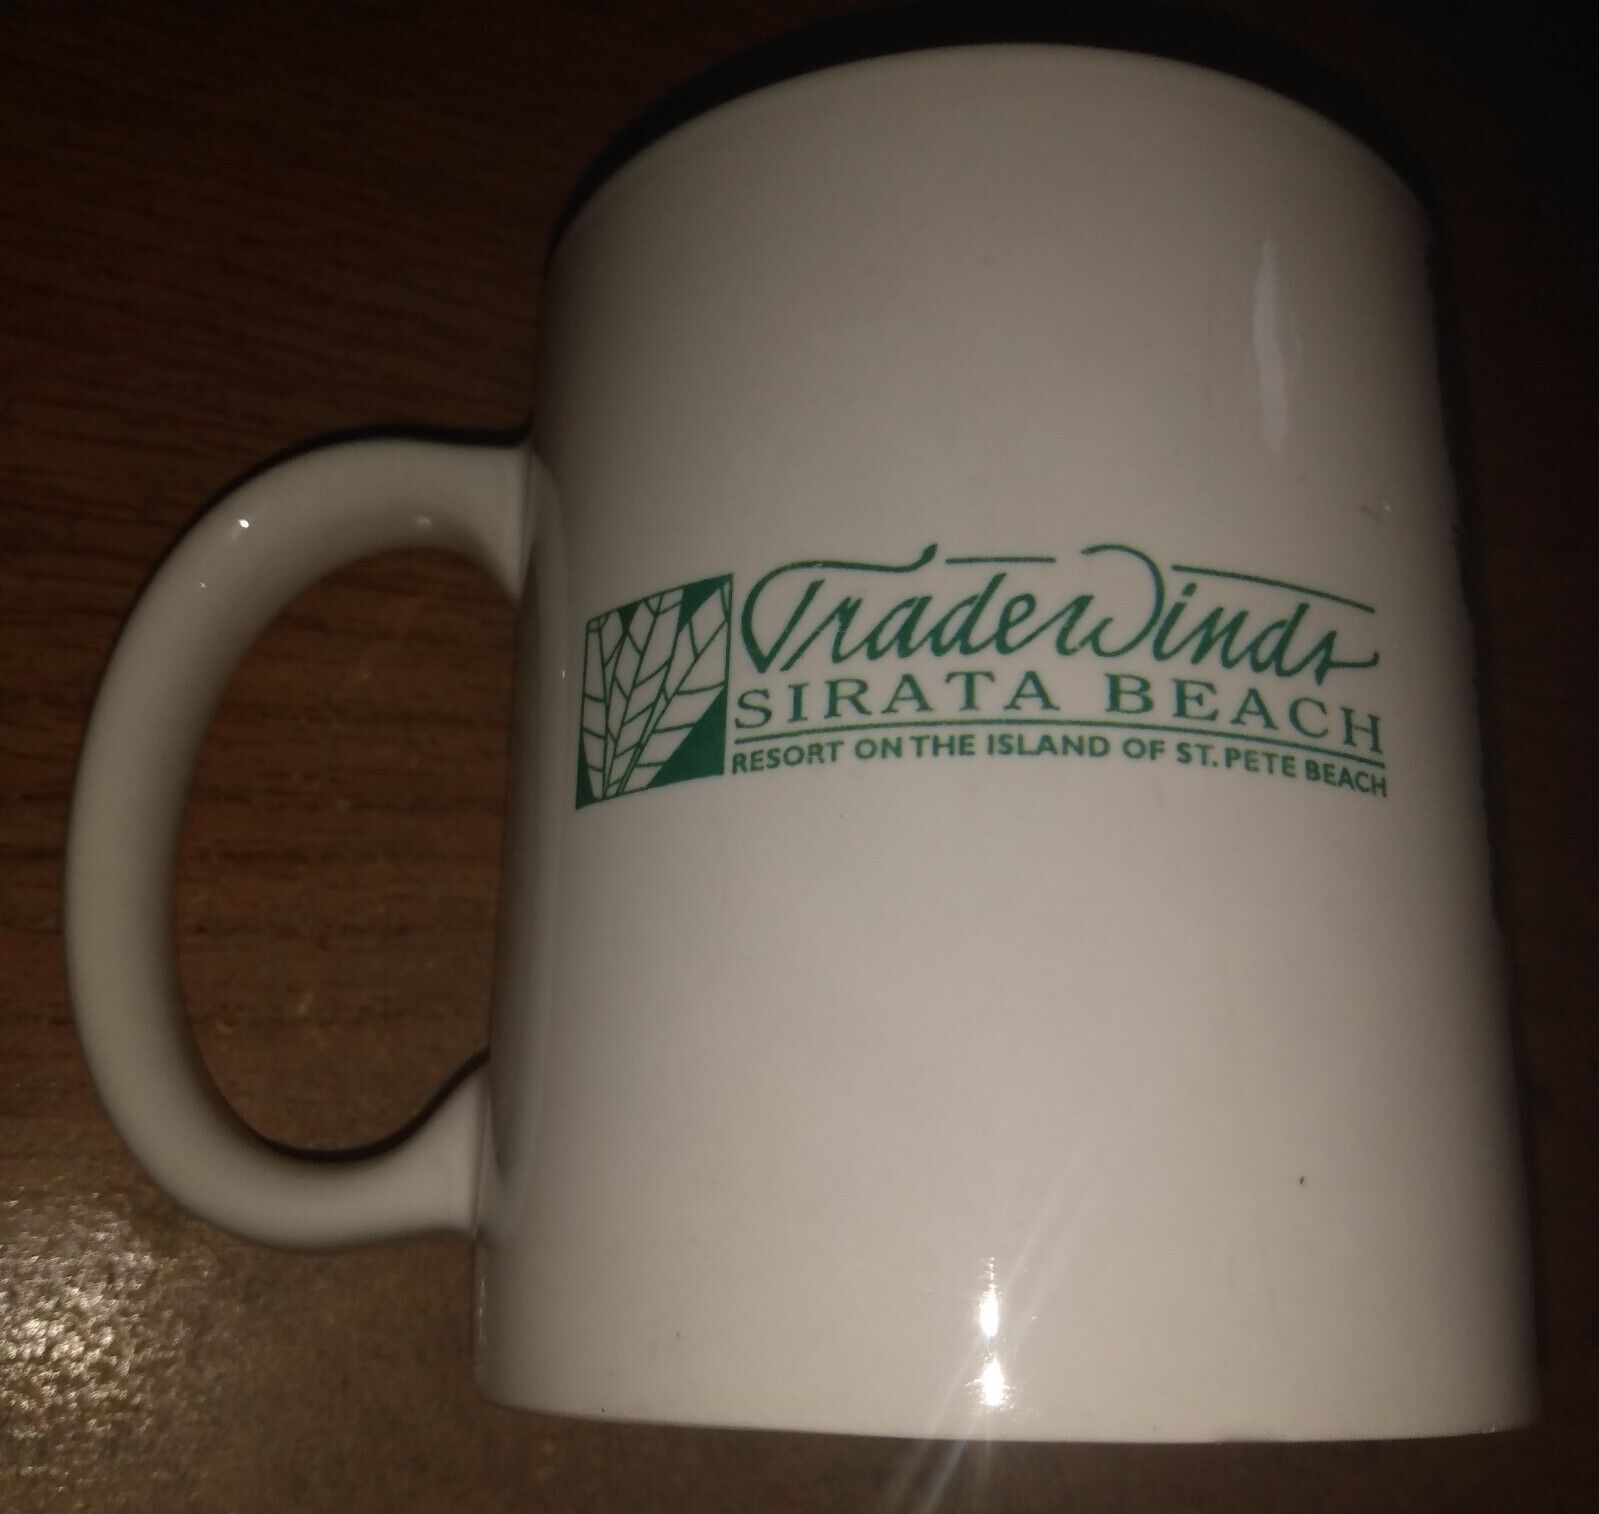 TradeWinds
SIRATA BEACH
RESORT ON THE ISLAND OF ST. PETE BEACH